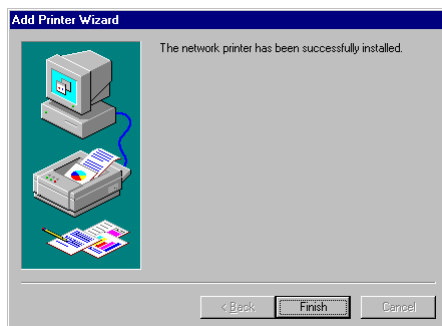 Add Printer Wizard
The network printer has been successfully installed.
< Back
Finish
Cancel